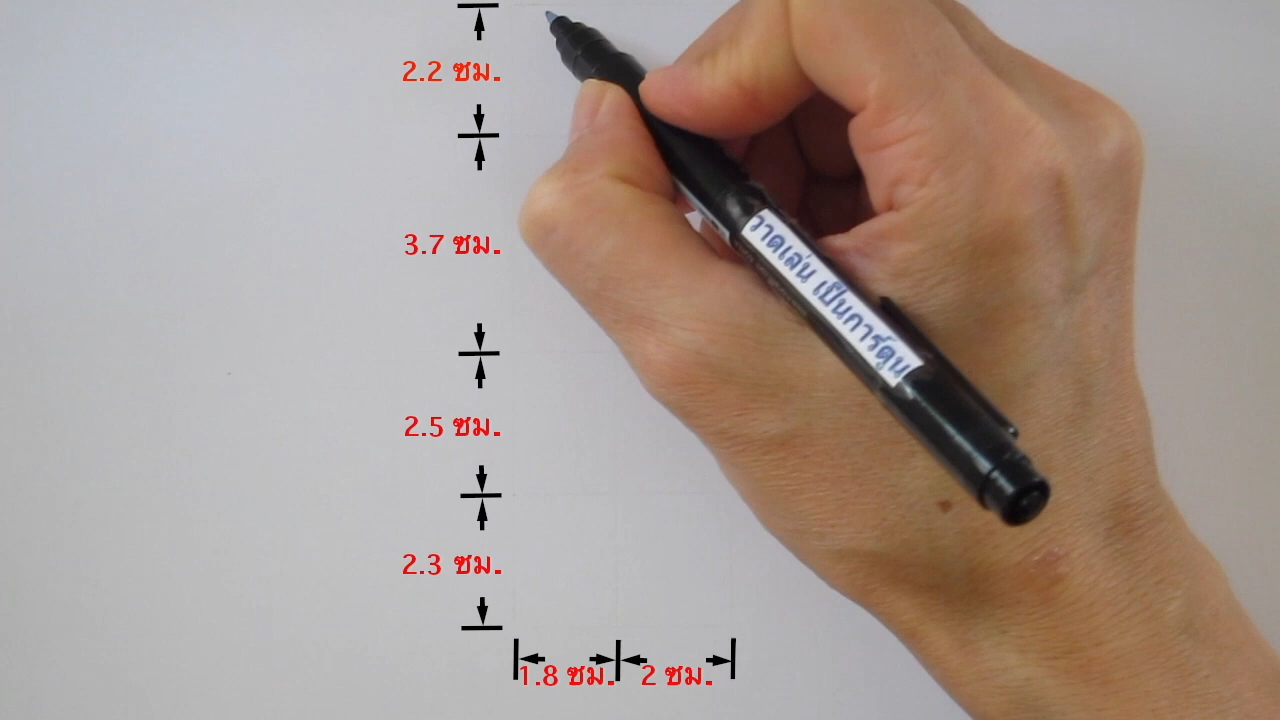 2.2 ซม.
3.7 ซม.
วาดเล่น เป็นการ์ตูน
2.5 ซม.
2.3 ซม.
1.8 ซม. 2 ซม.